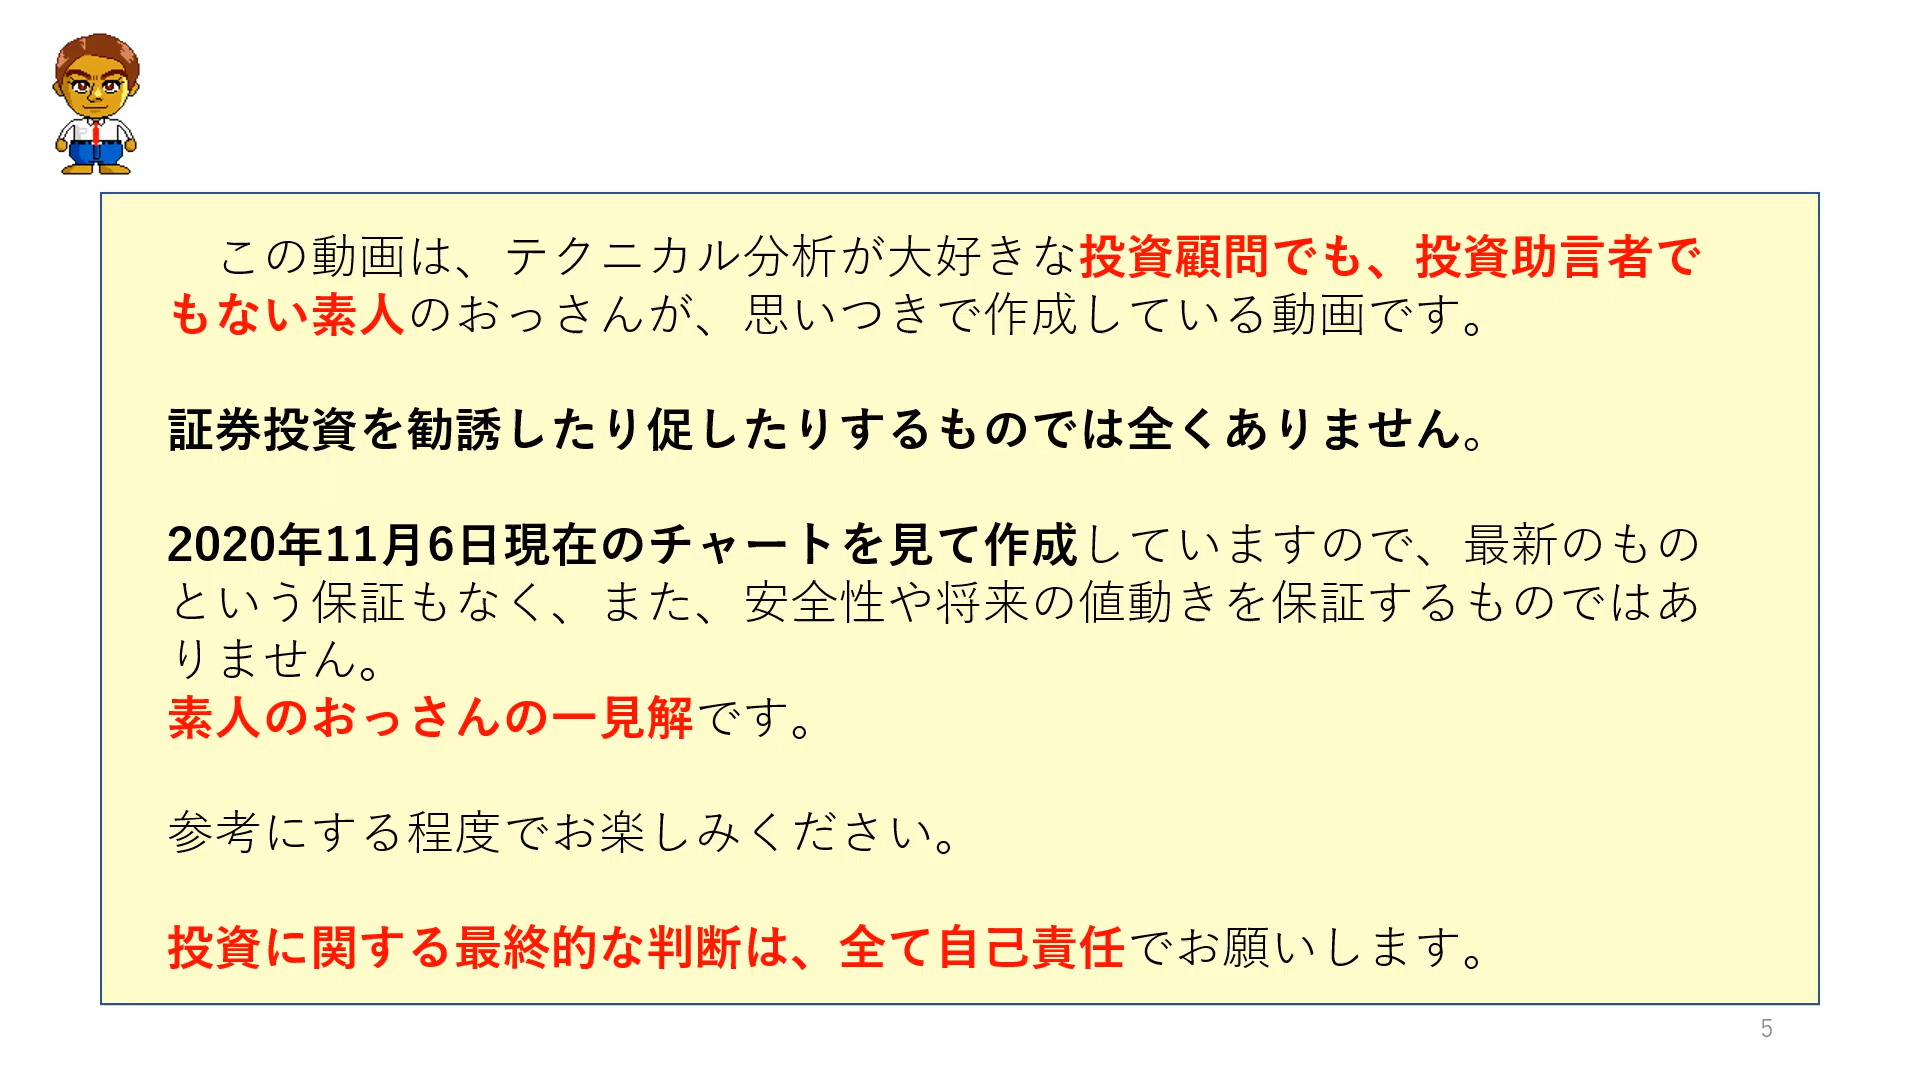 この動画は、テクニカル分析が大好きな投資顧問でも、投資助言者で
もない素人のおっさんが、思いつきで作成している動画です。
証券投資を勧誘したり促したりするものでは全くありません。
2020年11月6日現在のチャートを見て作成していますので、最新のもの
という保証もなく、また、安全性や将来の値動きを保証するものではあ
りません。
素人のおっさんの一見解です。
参考にする程度でお楽しみください。
投資に関する最終的な判断は、全て自己責任でお願いします。
5